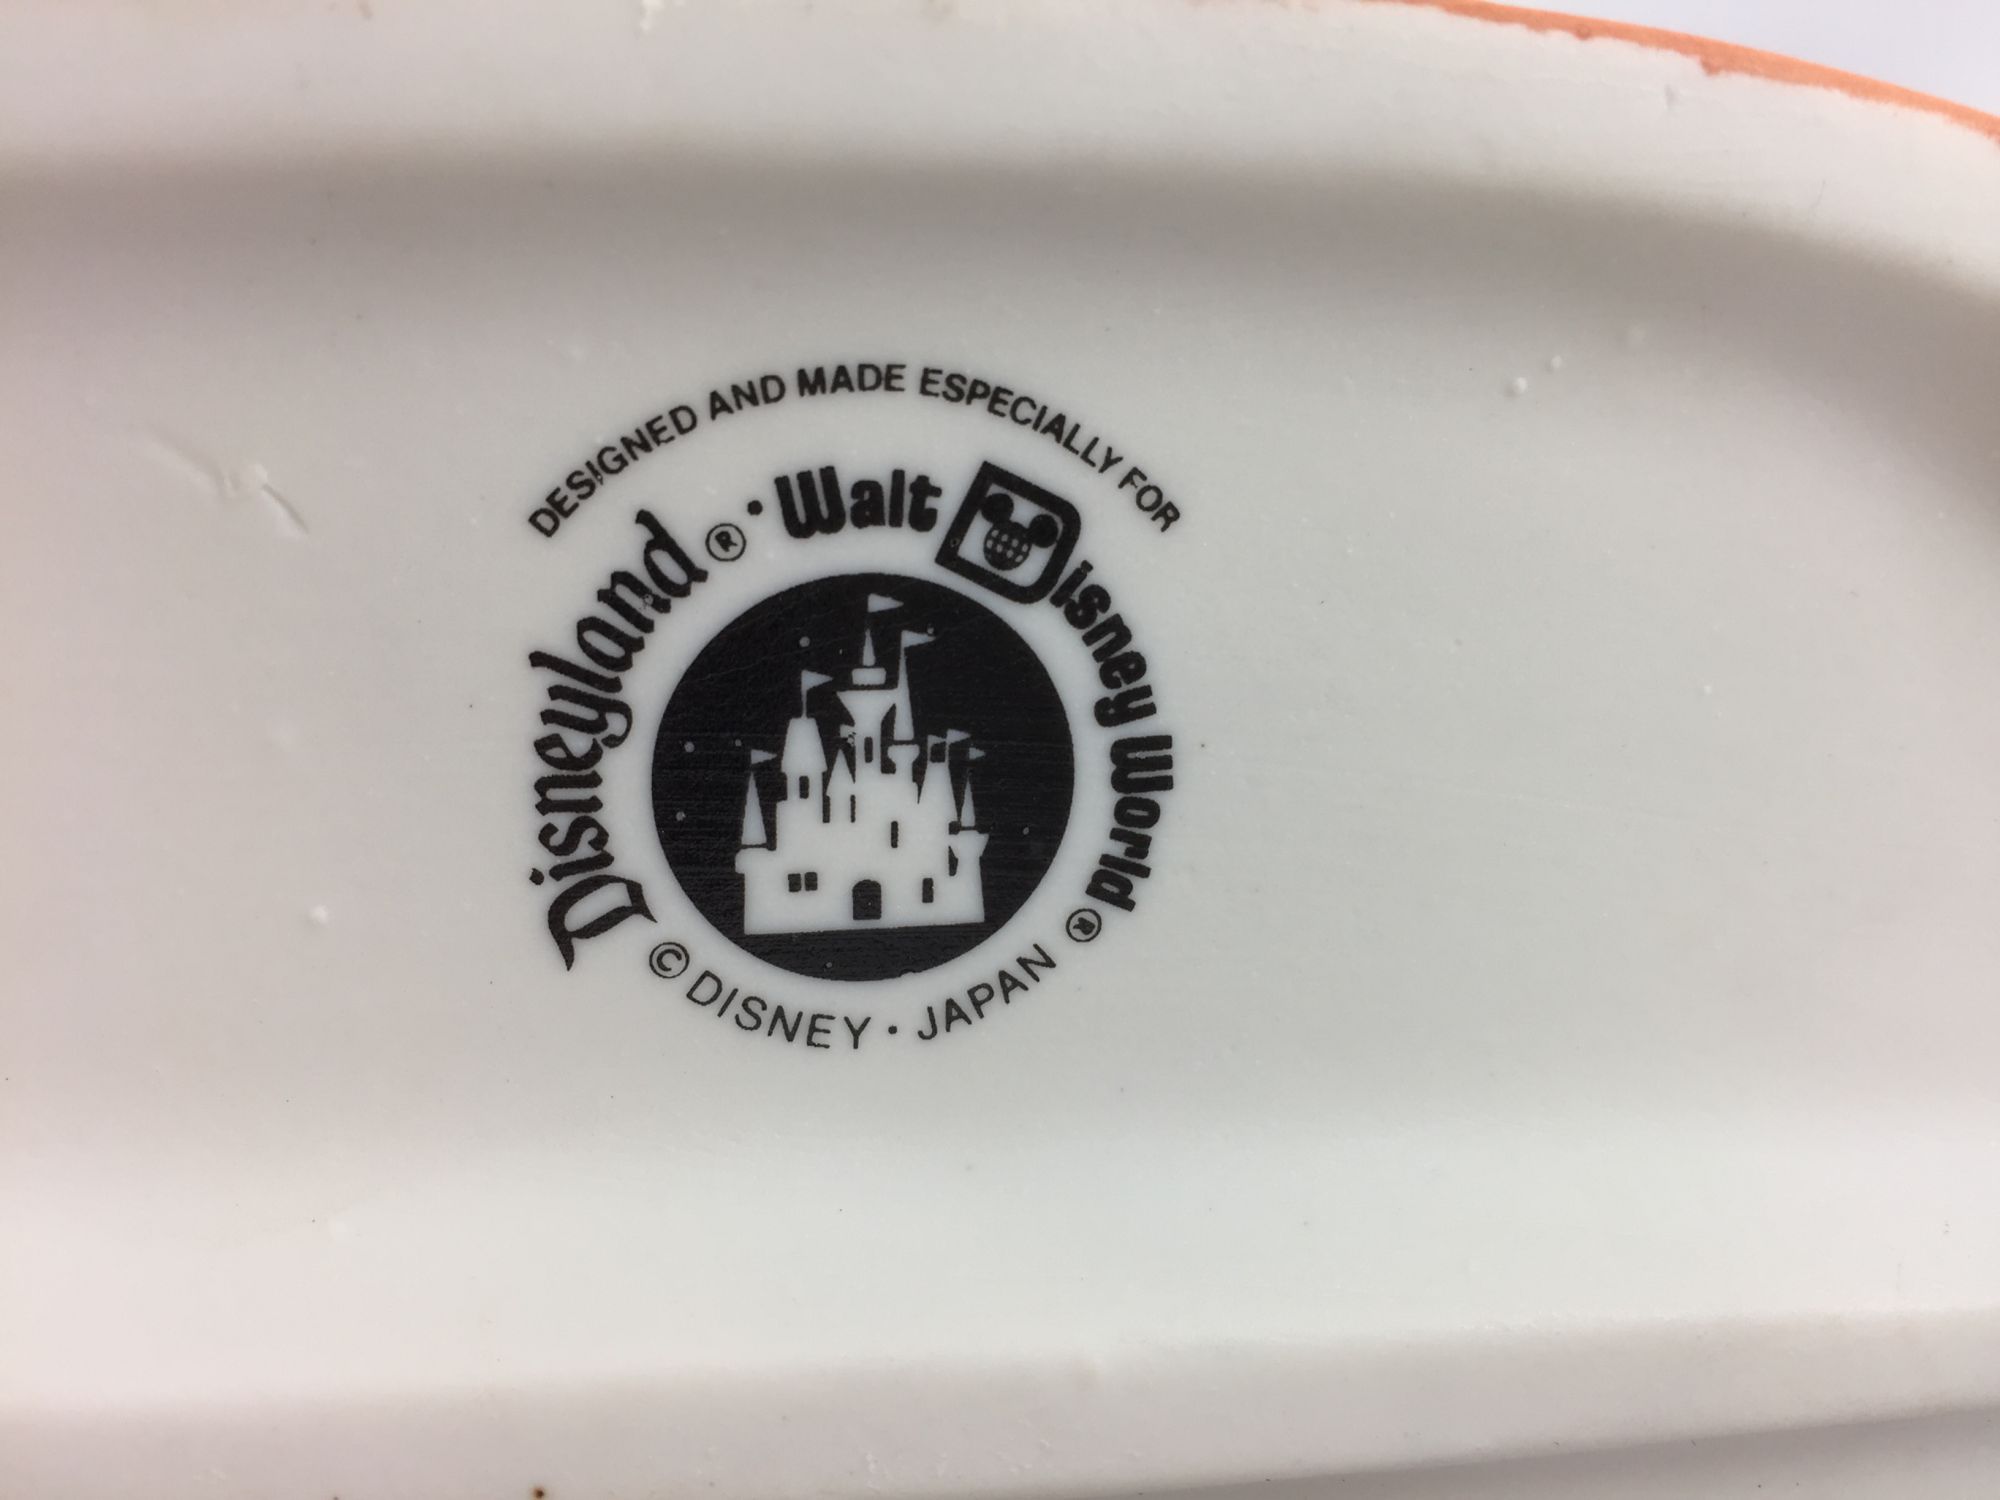 DESIGNED AND MADE ESPECIALLY FOR
Disneyland® · Walt Disney World®
© DISNEY · JAPAN